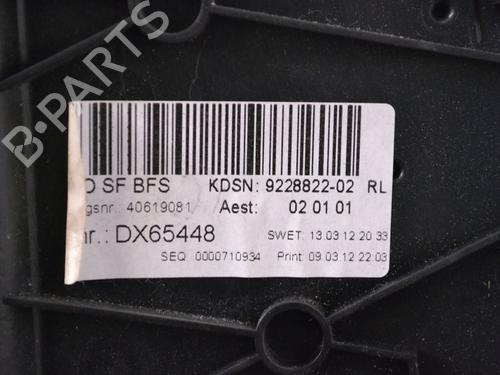 B-PARTS
D SF BFS KDSN: 9228822-02 RL
gsnr.: 40619081 Aest: 02 01 01
nr.: DX65448 SWET: 13.03.12 20:33
SEQ: 0000710934 Print: 09.03.12 22:03